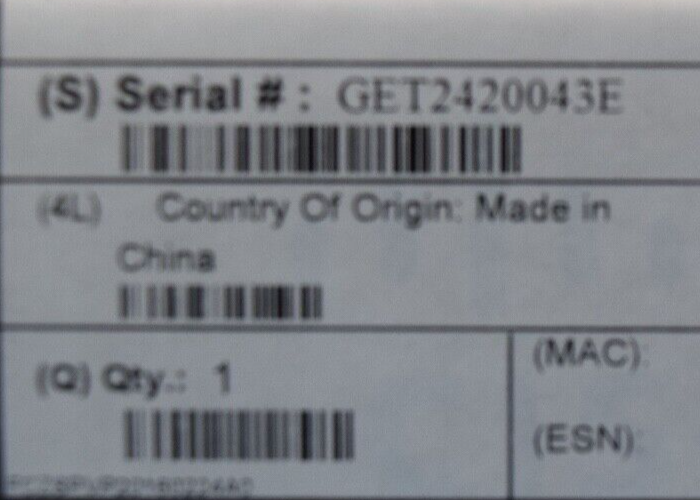 (S) Serial # : GET2420043E
(4L) Country Of Origin: Made in
China
(Q) Qty.: 1
(MAC):
(ESN):